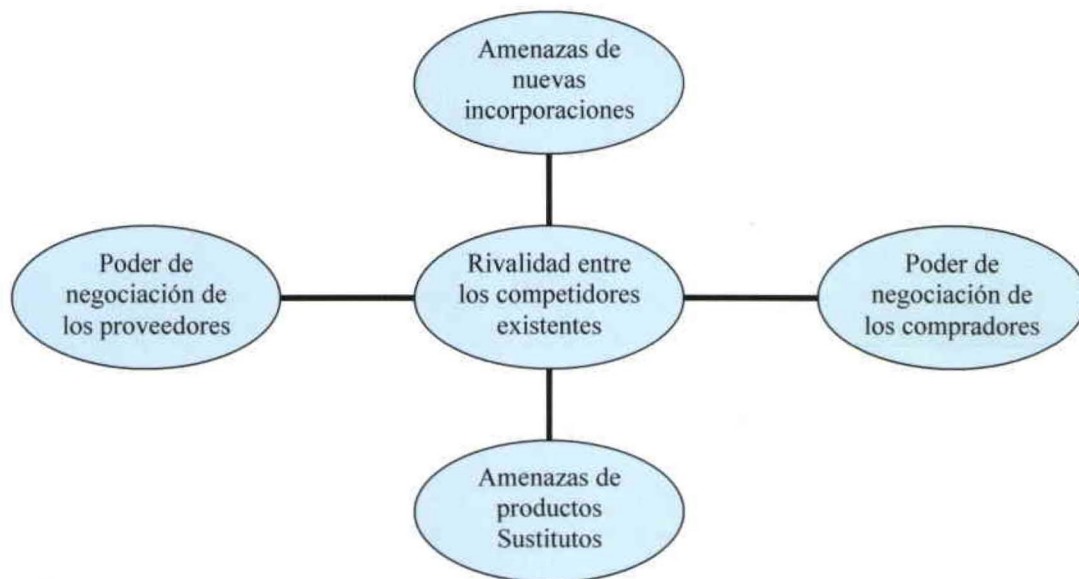 Amenazas de
nuevas
incorporaciones
Poder de
negociación de
los proveedores
Rivalidad entre
los competidores
existentes
Poder de
negociación de
los compradores
Amenazas de
productos
Sustitutos